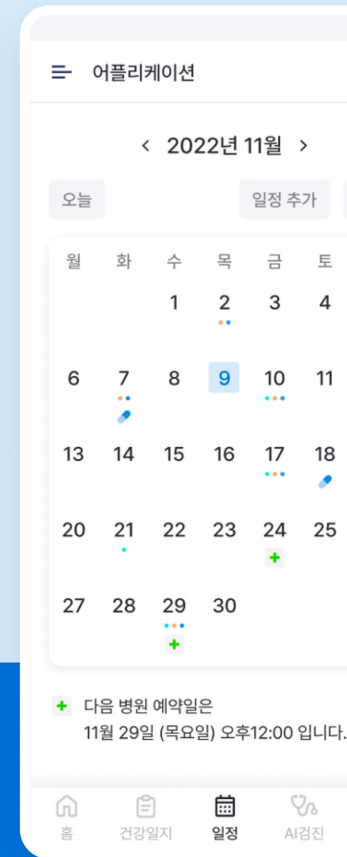 어플리케이션
< 2022년 11월 >
오늘 일정 추가
월 화 수 목 금 토
1 2 3 4
6 7 8 9 10 11
13 14 15 16 17 18
20 21 22 23 24 25
27 28 29 30
다음 병원 예약일은
11월 29일 (목요일) 오후12:00 입니다.
홈 건강일지 일정 AI검진